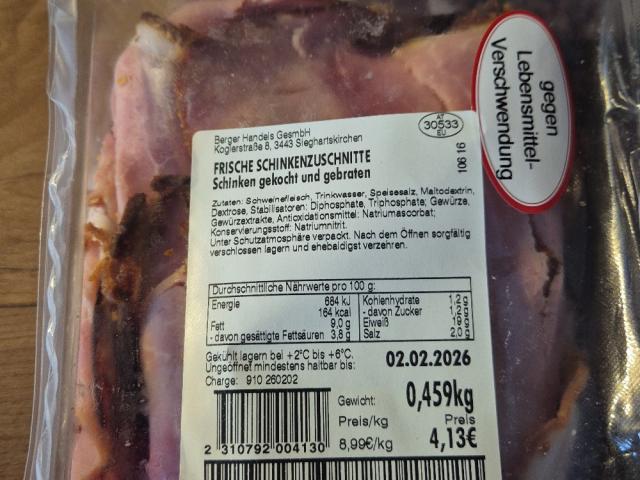 gegen
Lebensmittel-
Verschwendung
AT
30533
EU
91 901
Berger Handels GesmbH
Koglerstraße 8, 3443 Sieghartskirchen
FRISCHE SCHINKENZUSCHNITTE
Schinken gekocht und gebraten
Zutaten: Schweinefleisch, Trinkwasser, Speisesalz, Maltodextrin,
Dextrose, Stabilisatoren: Diphosphate, Triphosphate; Gewürze,
Gewürzextrakte, Antioxidationsmittel: Natriumascorbat;
Konservierungsstoff: Natriumnitrit.
Unter Schutzatmosphäre verpackt. Nach dem Öffnen sorgfältig
verschlossen lagern und ehebaldigst verzehren.
Durchschnittliche Nährwerte pro 100 g:
Energie 684 kJ Kohlenhydrate 1,2 g
164 kcal - davon Zucker 1,2 g
Fett 9,0 g Eiweiß 19 g
- davon gesättigte Fettsäuren 3,8 g Salz 2,0 g
Gekühlt lagern bei +2°C bis +6°C.
Ungeöffnet mindestens haltbar bis: 02.02.2026
Charge: 910 260202
Gewicht: 0,459kg
Preis/kg Preis
8,99€/kg 4,13€
2 310792 004130